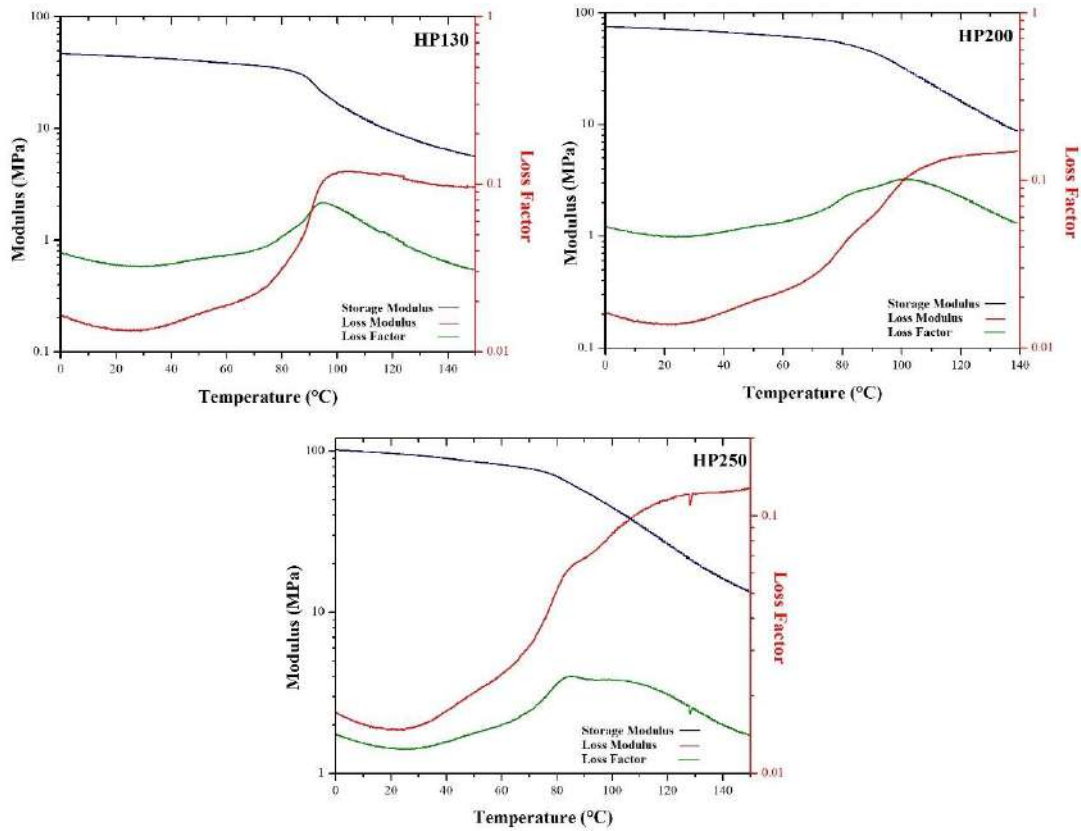 HP130
100
10
1
0.1
Modulus (MPa)
1
0.1
0.01
Loss Factor
Storage Modulus
Loss Modulus
Loss Factor
0 20 40 60 80 100 120 140
Temperature (°C)
HP200
100
10
1
0.1
Modulus (MPa)
1
0.1
0.01
Loss Factor
Storage Modulus
Loss Modulus
Loss Factor
0 20 40 60 80 100 120 140
Temperature (°C)
HP250
100
10
1
Modulus (MPa)
0.1
0.01
Loss Factor
Storage Modulus
Loss Modulus
Loss Factor
0 20 40 60 80 100 120 140
Temperature (°C)